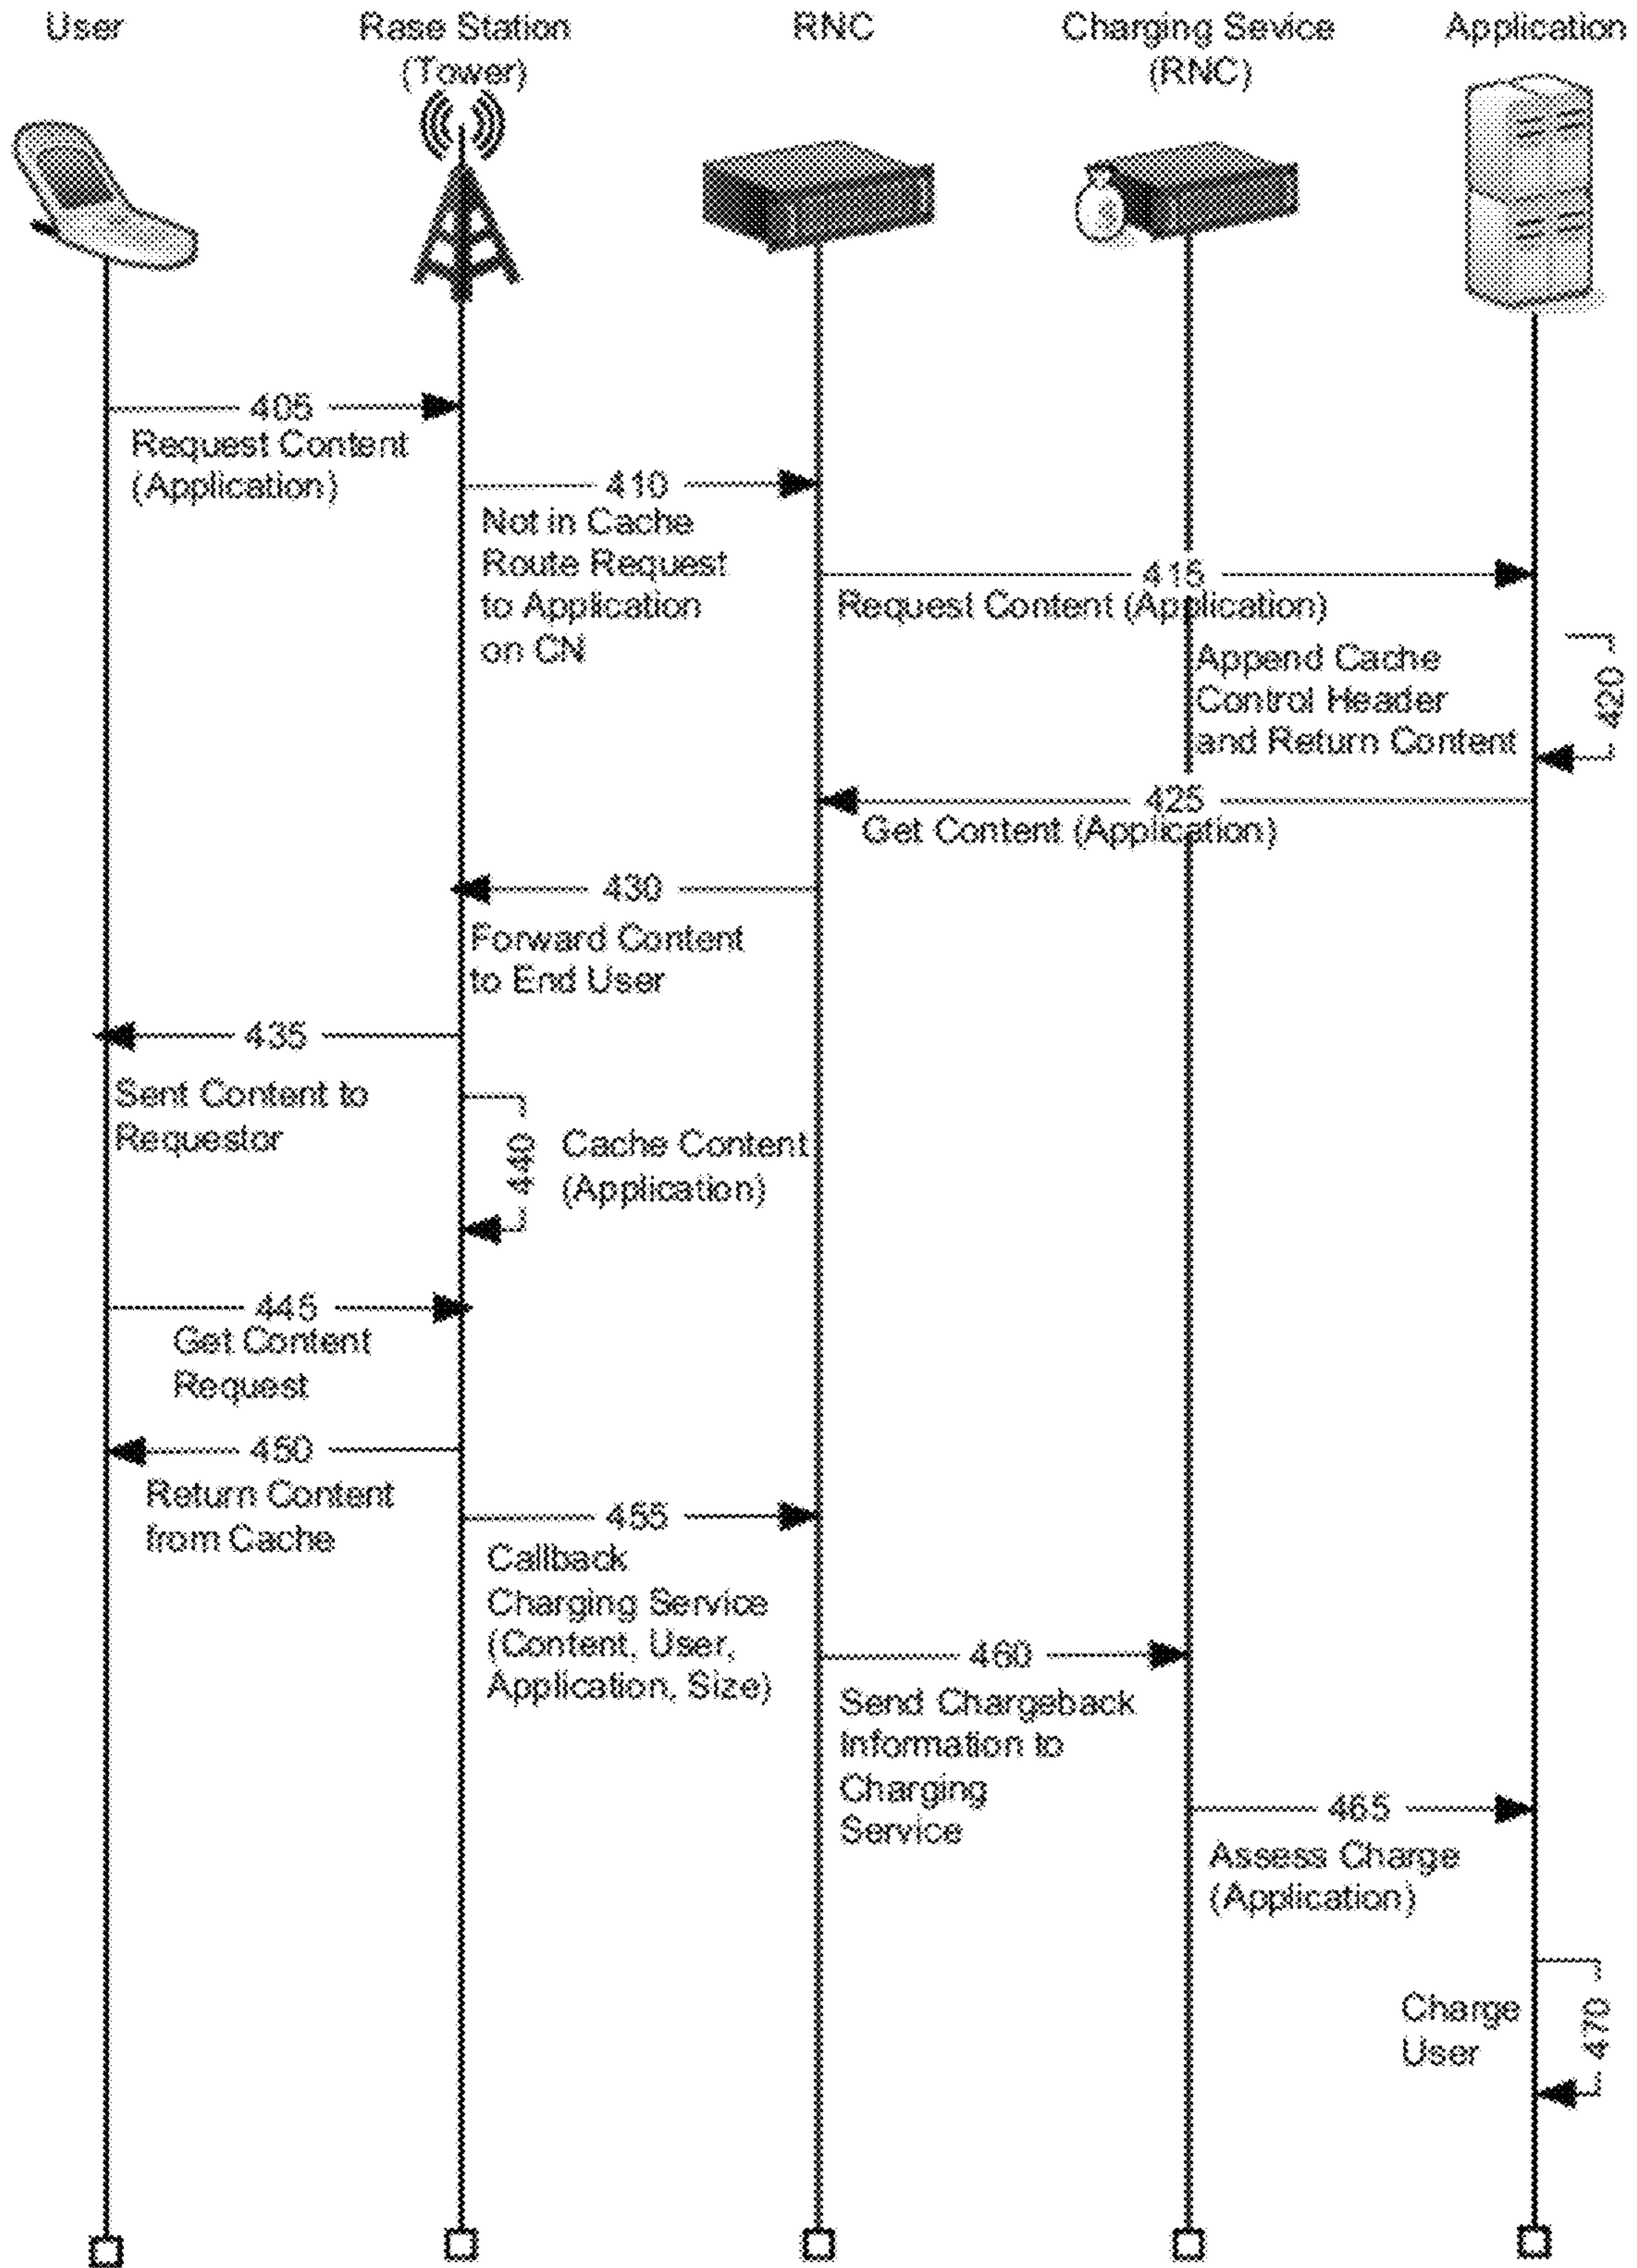 User
Rase Station
(Tower)
RNC
Charging Sevice
(RNC)
Application
405
Request Content
(Application)
410
Not in Cache
Route Request
to Application
on CN
415
Request Content (Application)
420
Append Cache
Control Header
and Return Content
425
Get Content (Application)
430
Forward Content
to End User
435
Sent Content to
Requestor
440
Cache Content
(Application)
445
Get Content
Request
450
Return Content
from Cache
455
Callback
Charging Service
(Content, User,
Application, Size)
460
Send Chargeback
Information to
Charging
Service
465
Assess Charge
(Application)
470
Charge
User